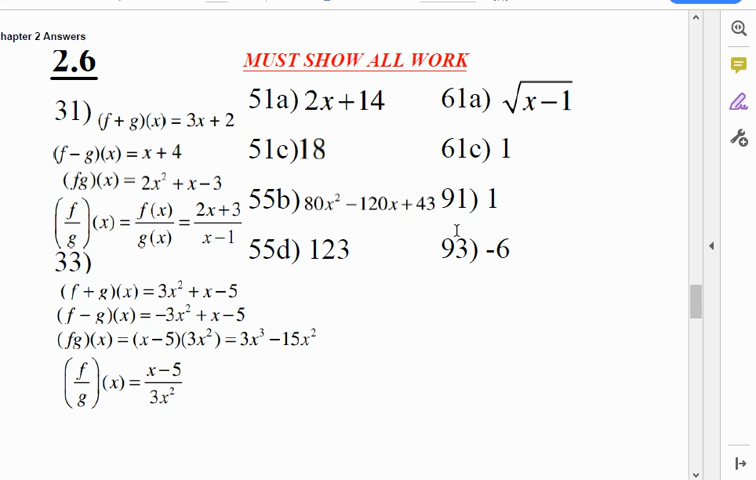 hapter 2 Answers
2.6
MUST SHOW ALL WORK
31) (f + g)(x) = 3x + 2
(f − g)(x) = x + 4
(fg)(x) = 2x² + x − 3
(f/g)(x) = f(x)/g(x) = 2x+3/x−1
33)
(f + g)(x) = 3x² + x − 5
(f − g)(x) = −3x² + x − 5
(fg)(x) = (x − 5)(3x²) = 3x³ − 15x²
(f/g)(x) = x−5/3x²
51a) 2x + 14
51c)18
55b) 80x² − 120x + 43
55d) 123
61a) √x−1
61c) 1
91) 1
93) -6